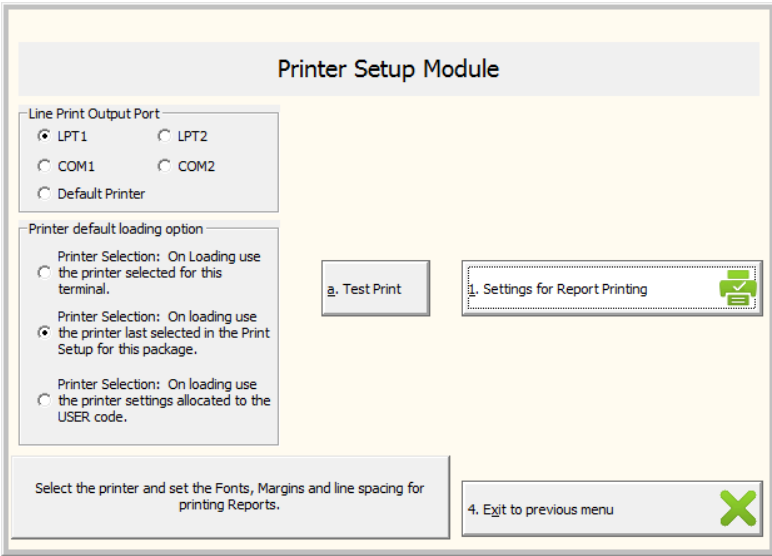 Printer Setup Module
Line Print Output Port
LPT1
LPT2
COM1
COM2
Default Printer
Printer default loading option
Printer Selection: On Loading use
the printer selected for this
terminal.
Printer Selection: On loading use
the printer last selected in the Print
Setup for this package.
Printer Selection: On loading use
the printer settings allocated to the
USER code.
a. Test Print
1. Settings for Report Printing
Select the printer and set the Fonts, Margins and line spacing for
printing Reports.
4. Exit to previous menu